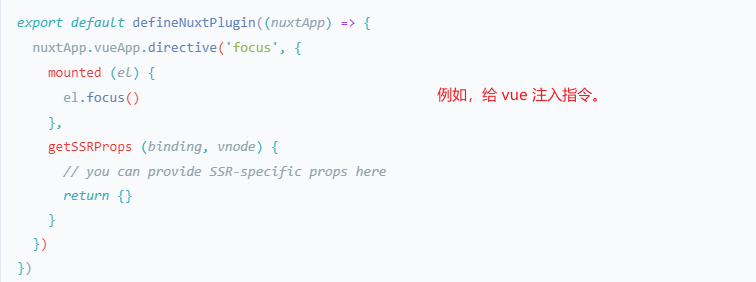 export default defineNuxtPlugin((nuxtApp) => {
  nuxtApp.vueApp.directive('focus', {
    mounted (el) {
      el.focus()
    },
    getSSRProps (binding, vnode) {
      // you can provide SSR-specific props here
      return {}
    }
  })
})
例如，给 vue 注入指令。